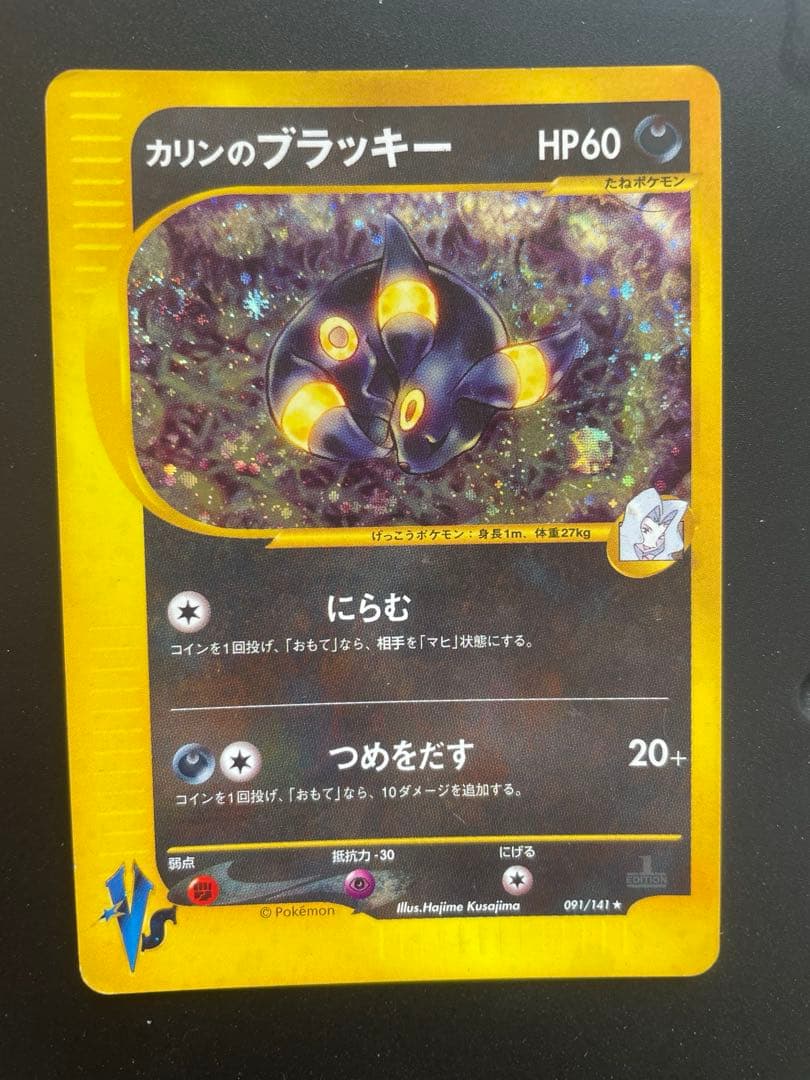 カリンのブラッキー HP60
たねポケモン
げっこうポケモン:身長1m、体重27kg
にらむ
コインを1回投げ、「おもて」なら、相手を「マヒ」状態にする。
つめをだす 20+
コインを1回投げ、「おもて」なら、10ダメージを追加する。
弱点 抵抗力-30 にげる
1 EDITION
© Pokémon Illus.Hajime Kusajima 091/141★
VS